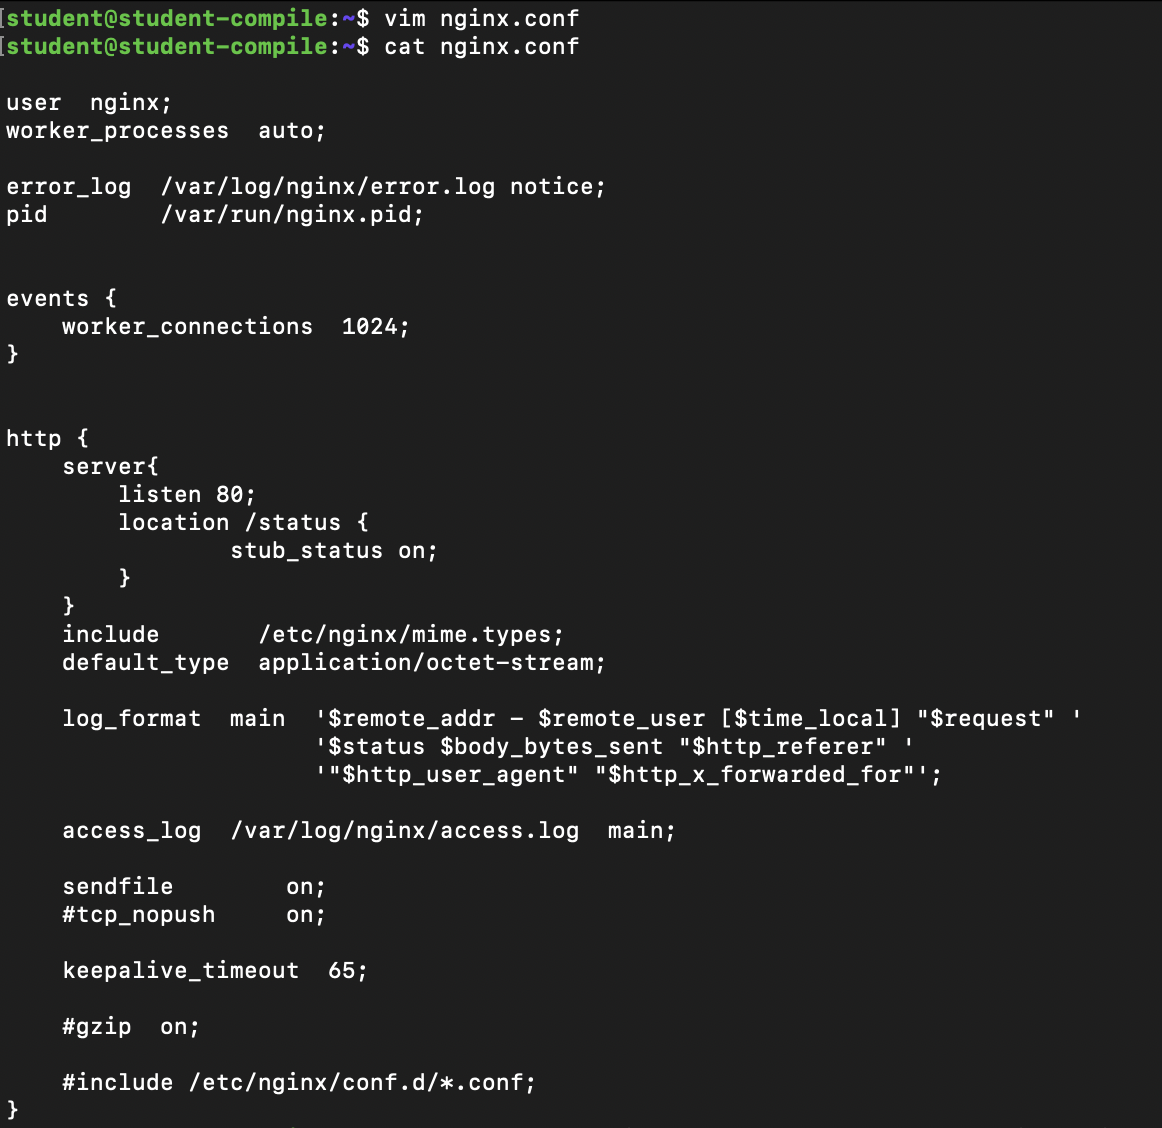 [student@student-compile:~$ vim nginx.conf
[student@student-compile:~$ cat nginx.conf
user  nginx;
worker_processes  auto;
error_log  /var/log/nginx/error.log notice;
pid        /var/run/nginx.pid;
events {
    worker_connections  1024;
}
http {
    server{
        listen 80;
        location /status {
                stub_status on;
        }
    }
    include       /etc/nginx/mime.types;
    default_type  application/octet-stream;
    log_format  main  '$remote_addr - $remote_user [$time_local] "$request" '
                      '$status $body_bytes_sent "$http_referer" '
                      '"$http_user_agent" "$http_x_forwarded_for"';
    access_log  /var/log/nginx/access.log  main;
    sendfile        on;
    #tcp_nopush     on;
    keepalive_timeout  65;
    #gzip  on;
    #include /etc/nginx/conf.d/*.conf;
}